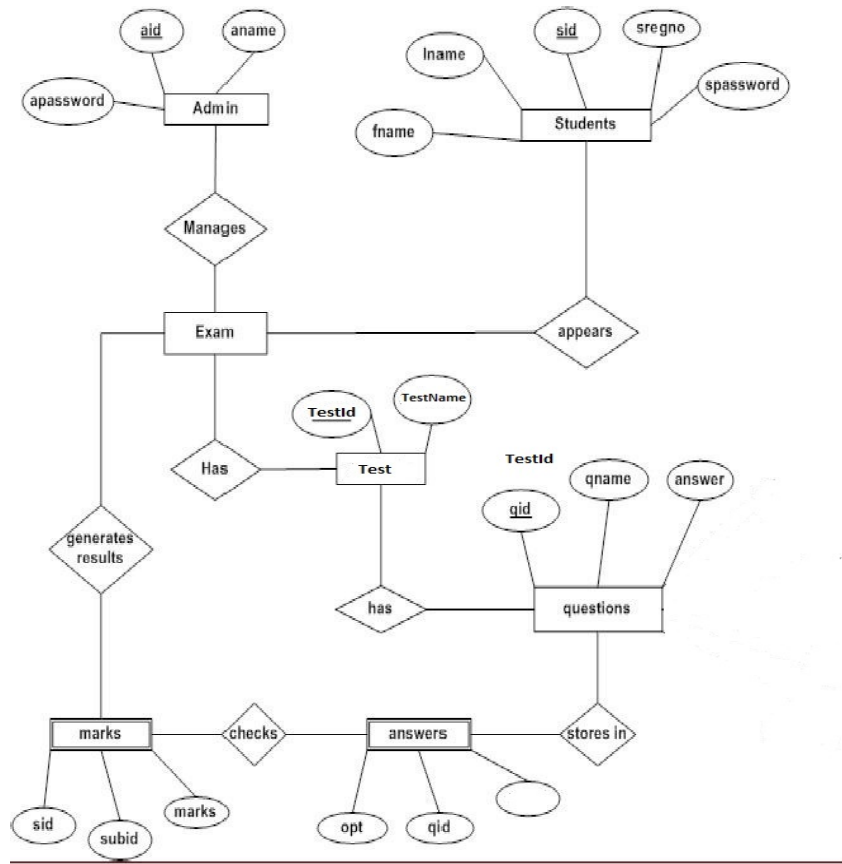 aid
aname
apassword
Admin
lname
sid
sregno
spassword
fname
Students
Manages
Exam
appears
TestId
TestName
Has
Test
TestId
qid
qname
answer
generates
results
has
questions
marks
checks
answers
stores in
sid
subid
marks
opt
qid